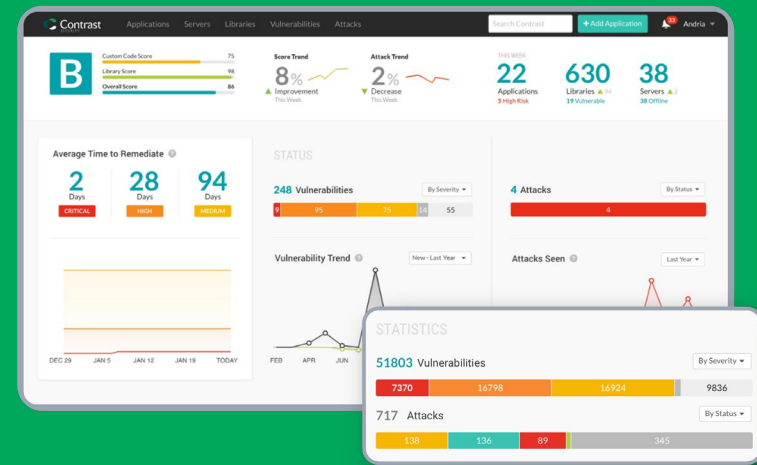 Contrast
SECURITY
Applications Servers Libraries Vulnerabilities Attacks
Search Contrast
+ Add Application
33
Andria
B
Custom Code Score 75
Library Score 98
Overall Score 86
Score Trend
8%
Improvement
This Week
Attack Trend
2%
Decrease
This Week
THIS WEEK
22
Applications
5 High Risk
630
Libraries ▲ 94
19 Vulnerable
38
Servers ▲ 2
38 Offline
Average Time to Remediate ?
2 28 94
Days Days Days
CRITICAL HIGH MEDIUM
DEC 29 JAN 5 JAN 12 JAN 19 TODAY
STATUS
248 Vulnerabilities
By Severity
9 95 75 14 55
Vulnerability Trend ?
New - Last Year
FEB APR JUN
4 Attacks
By Status
4
Attacks Seen ?
Last Year
STATISTICS
51803 Vulnerabilities
By Severity
7370 16798 16924 9836
717 Attacks
By Status
138 136 89 345